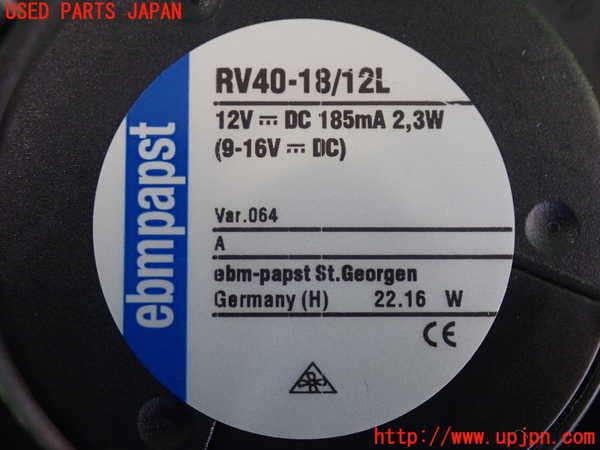 USED PARTS JAPAN
ebmpapst
RV40-18/12L
12V ⎓ DC 185mA 2,3W
(9-16V ⎓ DC)
Var.064
A
ebm-papst St.Georgen
Germany (H) 22.16 W
CE
http://www.upjpn.com/